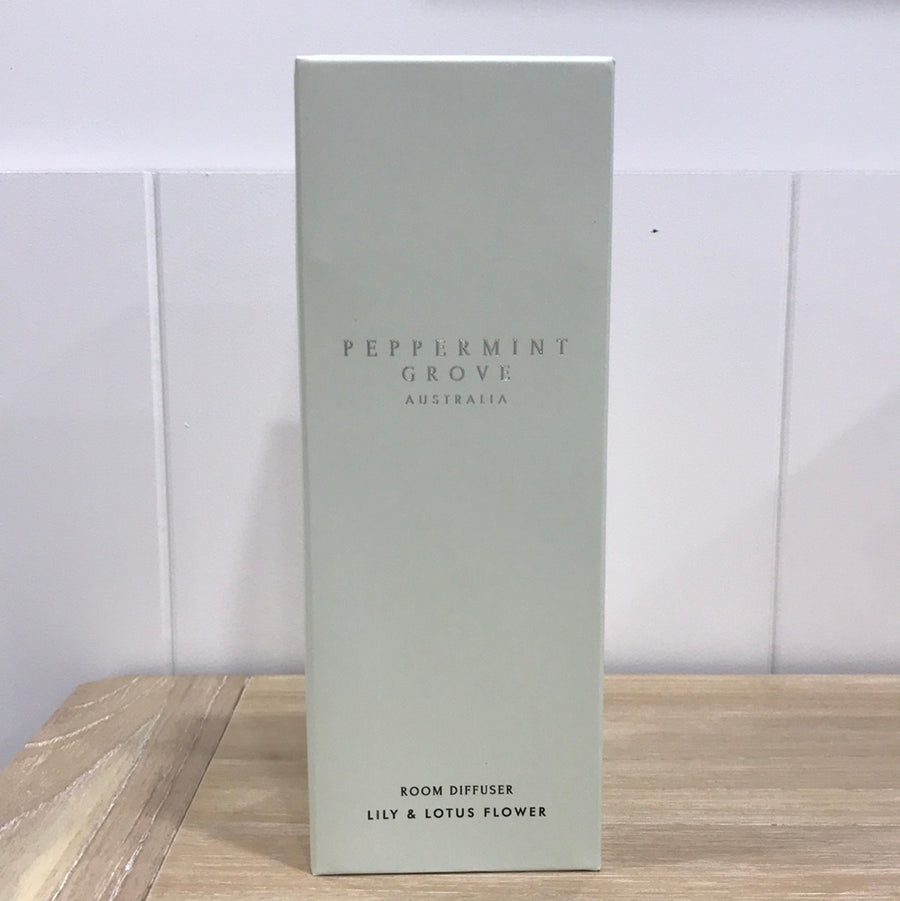 PEPPERMINT
GROVE
AUSTRALIA
ROOM DIFFUSER
LILY & LOTUS FLOWER